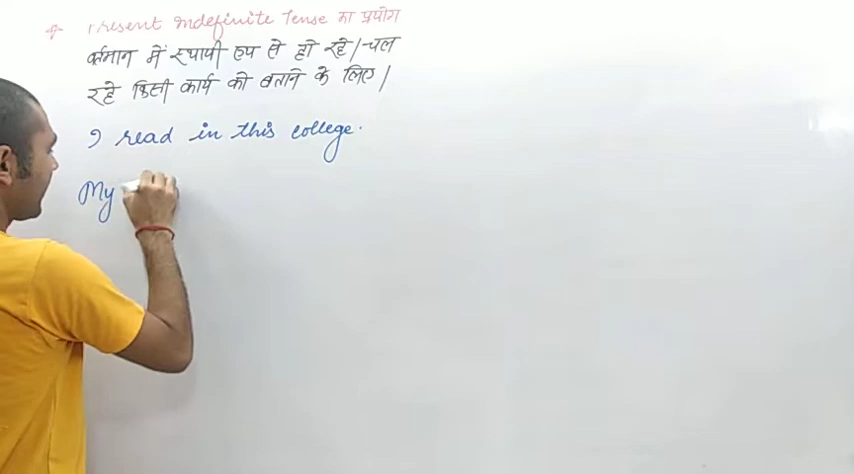 Present Indefinite Tense का प्रयोग
वर्तमान में स्थायी रूप से हो रहे/चल
रहे किसी कार्य को बताने के लिए/
I read in this college.
My